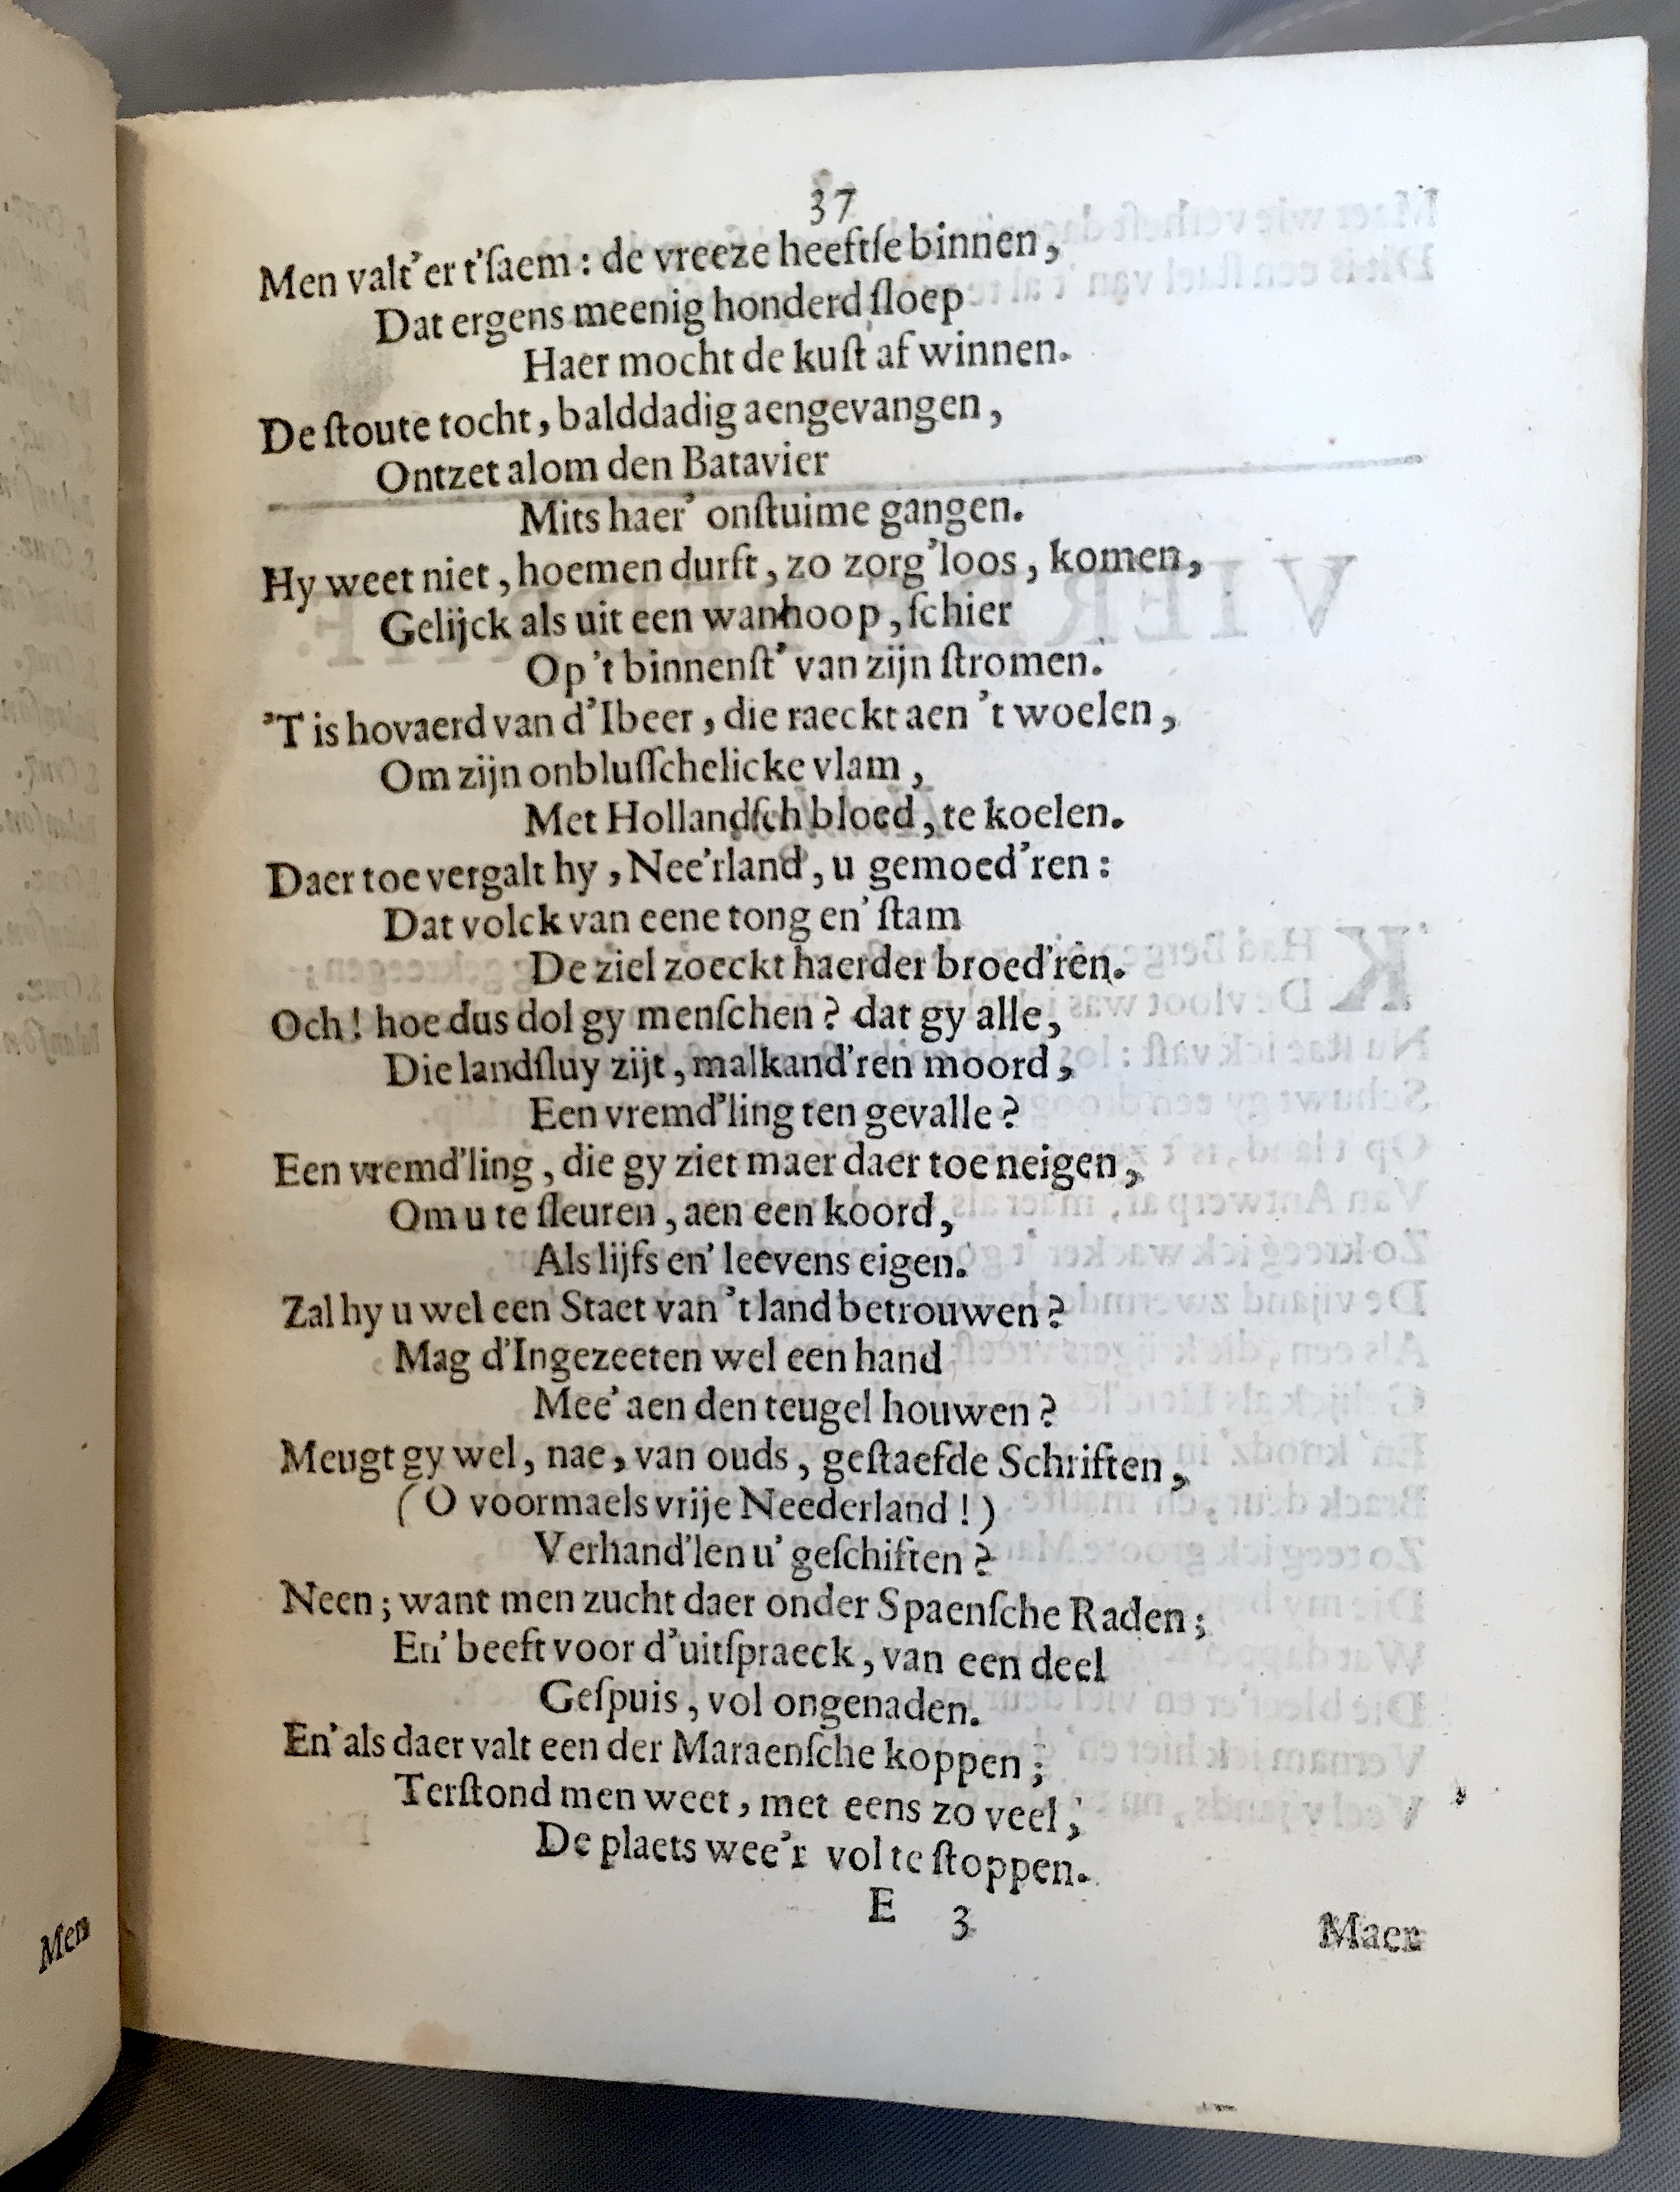 37
Men valt’er t’ſaem : de vreeze heeftſe binnen,
Dat ergens meenig honderd ſloep
Haer mocht de kuſt af winnen.
De ſtoute tocht, balddadig aengevangen,
Ontzet alom den Batavier
Mits haer’ onſtuime gangen.
Hy weet niet, hoemen durft, zo zorg’loos, komen,
Gelijck als uit een wanhoop, ſchier
Op ’t binnenſt’ van zijn ſtromen.
’T is hovaerd van d’Ibeer, die raeckt aen ’t woelen,
Om zijn onbluſſchelicke vlam,
Met Hollandſch bloed, te koelen.
Daer toe vergalt hy, Nee’rland, u gemoed’ren :
Dat volck van eene tong en’ ſtam
De ziel zoeckt haerder broed’ren.
Och! hoe dus dol gy menſchen? dat gy alle,
Die landſluy zijt, malkand’ren moord,
Een vremd’ling ten gevalle?
Een vremd’ling, die gy ziet maer daer toe neigen,
Om u te ſleuren, aen een koord,
Als lijfs en’ leevens eigen.
Zal hy u wel een Staet van ’t land betrouwen?
Mag d’Ingezeeten wel een hand
Mee’ aen den teugel houwen?
Meugt gy wel, nae, van ouds, geſtaefde Schriften,
(O voormaels vrije Neederland!)
Verhand’len u’ geſchiften?
Neen; want men zucht daer onder Spaenſche Raden;
En’ beeft voor d’uitſpraeck, van een deel
Geſpuis, vol ongenaden.
En’ als daer valt een der Maraenſche koppen;
Terſtond men weet, met eens zo veel,
De plaets wee’r vol te ſtoppen.
E 3
Maer
Men